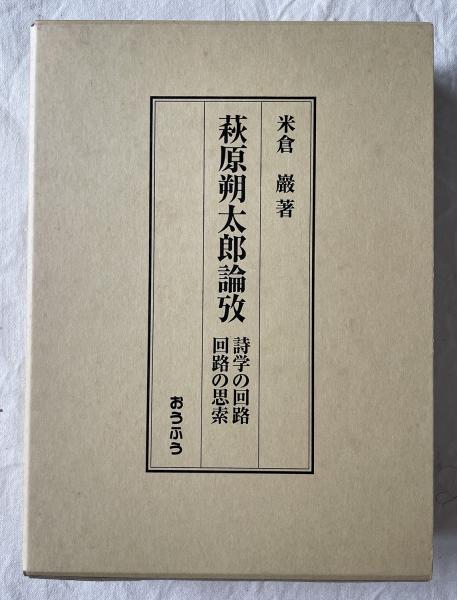 米倉 巖著
萩原朔太郎論攷
詩学の回路
回路の思索
おうふう